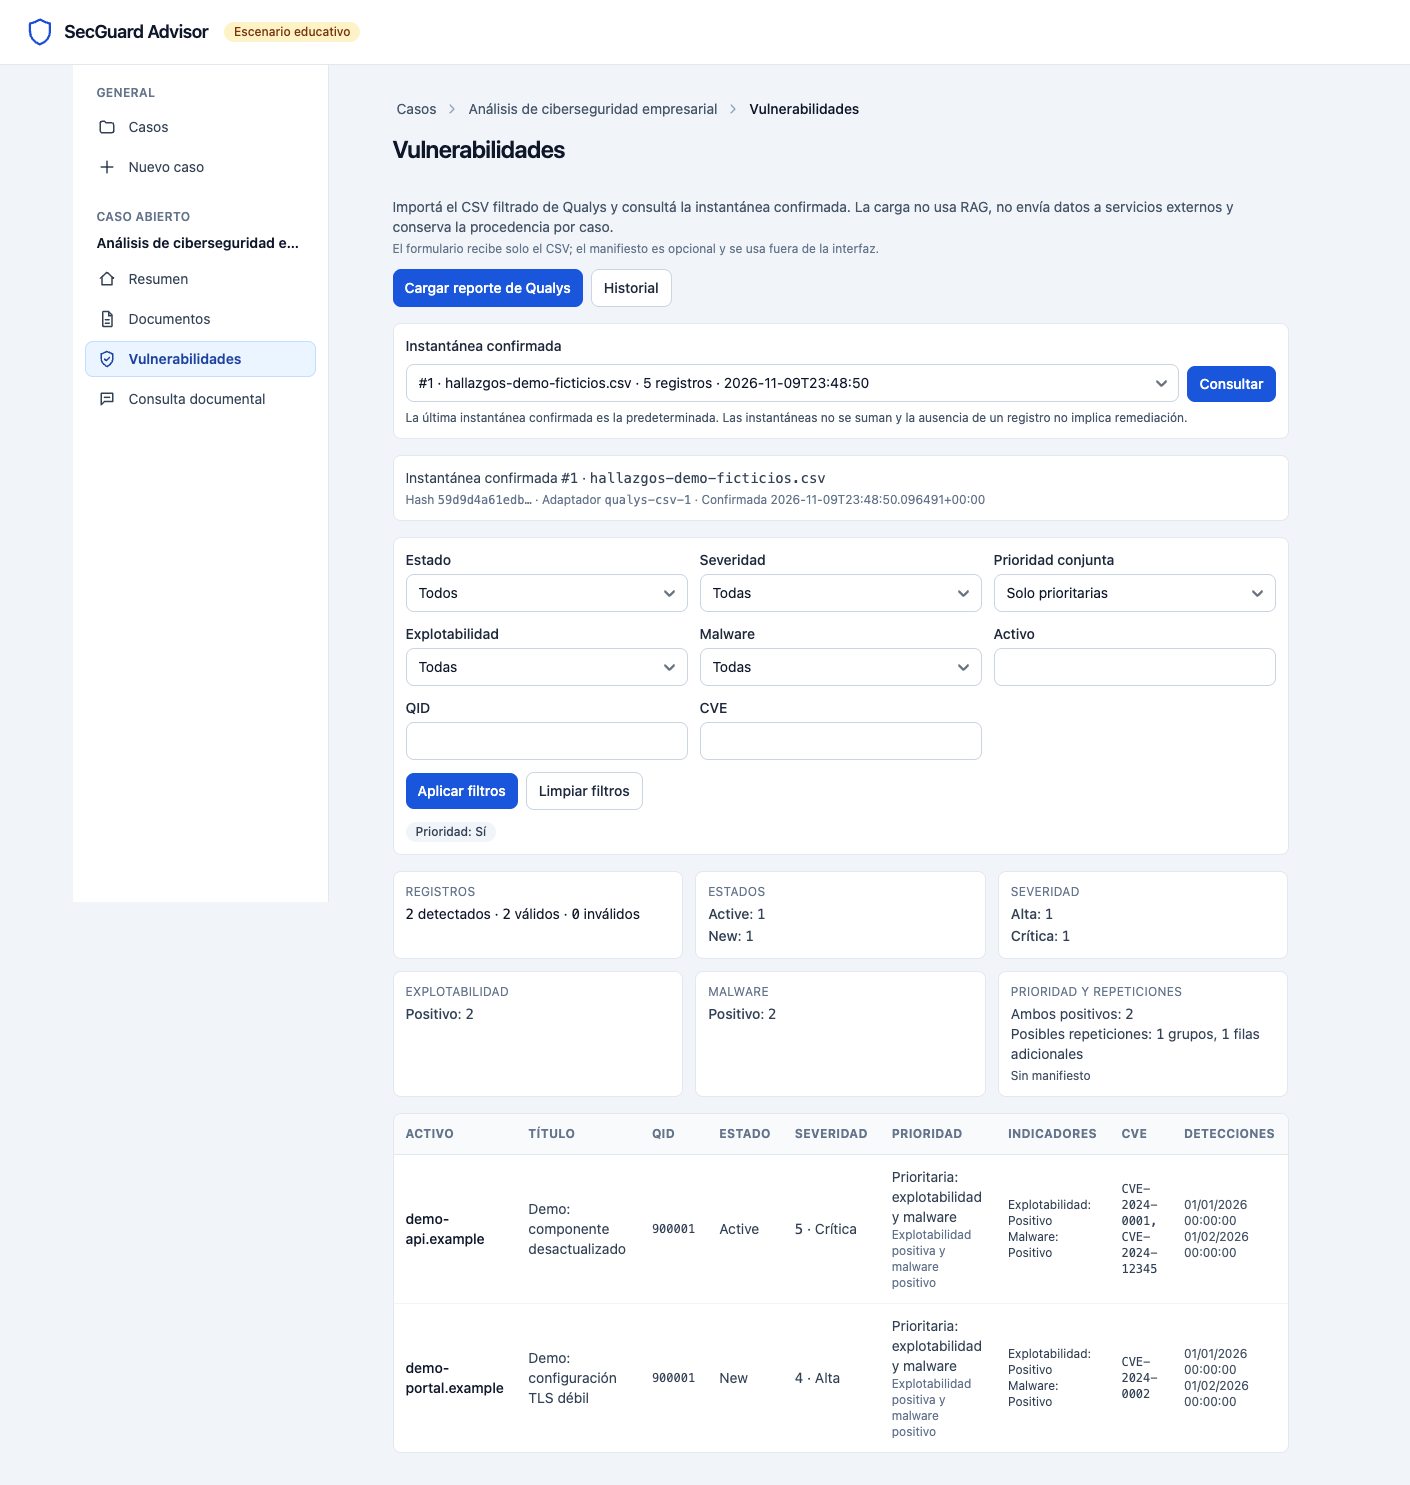 SecGuard Advisor
Escenario educativo
GENERAL
Casos
Nuevo caso
CASO ABIERTO
Análisis de ciberseguridad e...
Resumen
Documentos
Vulnerabilidades
Consulta documental
Casos > Análisis de ciberseguridad empresarial > Vulnerabilidades
Vulnerabilidades
Importá el CSV filtrado de Qualys y consultá la instantánea confirmada. La carga no usa RAG, no envía datos a servicios externos y
conserva la procedencia por caso.
El formulario recibe solo el CSV; el manifiesto es opcional y se usa fuera de la interfaz.
Cargar reporte de Qualys
Historial
Instantánea confirmada
#1 · hallazgos-demo-ficticios.csv · 5 registros · 2026-11-09T23:48:50
Consultar
La última instantánea confirmada es la predeterminada. Las instantáneas no se suman y la ausencia de un registro no implica remediación.
Instantánea confirmada #1 · hallazgos-demo-ficticios.csv
Hash 59d9d4a61edb… · Adaptador qualys-csv-1 · Confirmada 2026-11-09T23:48:50.096491+00:00
Estado
Todos
Severidad
Todas
Prioridad conjunta
Solo prioritarias
Explotabilidad
Todas
Malware
Todas
Activo
QID
CVE
Aplicar filtros
Limpiar filtros
Prioridad: Sí
REGISTROS
2 detectados · 2 válidos · 0 inválidos
ESTADOS
Active: 1
New: 1
SEVERIDAD
Alta: 1
Crítica: 1
EXPLOTABILIDAD
Positivo: 2
MALWARE
Positivo: 2
PRIORIDAD Y REPETICIONES
Ambos positivos: 2
Posibles repeticiones: 1 grupos, 1 filas
adicionales
Sin manifiesto
ACTIVO TÍTULO QID ESTADO SEVERIDAD PRIORIDAD INDICADORES CVE DETECCIONES
demo-
api.example
Demo:
componente
desactualizado
900001
Active
5 · Crítica
Prioritaria:
explotabilidad
y malware
Explotabilidad
positiva y
malware
positivo
Explotabilidad:
Positivo
Malware:
Positivo
CVE-
2024-
0001,
CVE-
2024-
12345
01/01/2026
00:00:00
01/02/2026
00:00:00
demo-
portal.example
Demo:
configuración
TLS débil
900001
New
4 · Alta
Prioritaria:
explotabilidad
y malware
Explotabilidad
positiva y
malware
positivo
Explotabilidad:
Positivo
Malware:
Positivo
CVE-
2024-
0002
01/01/2026
00:00:00
01/02/2026
00:00:00